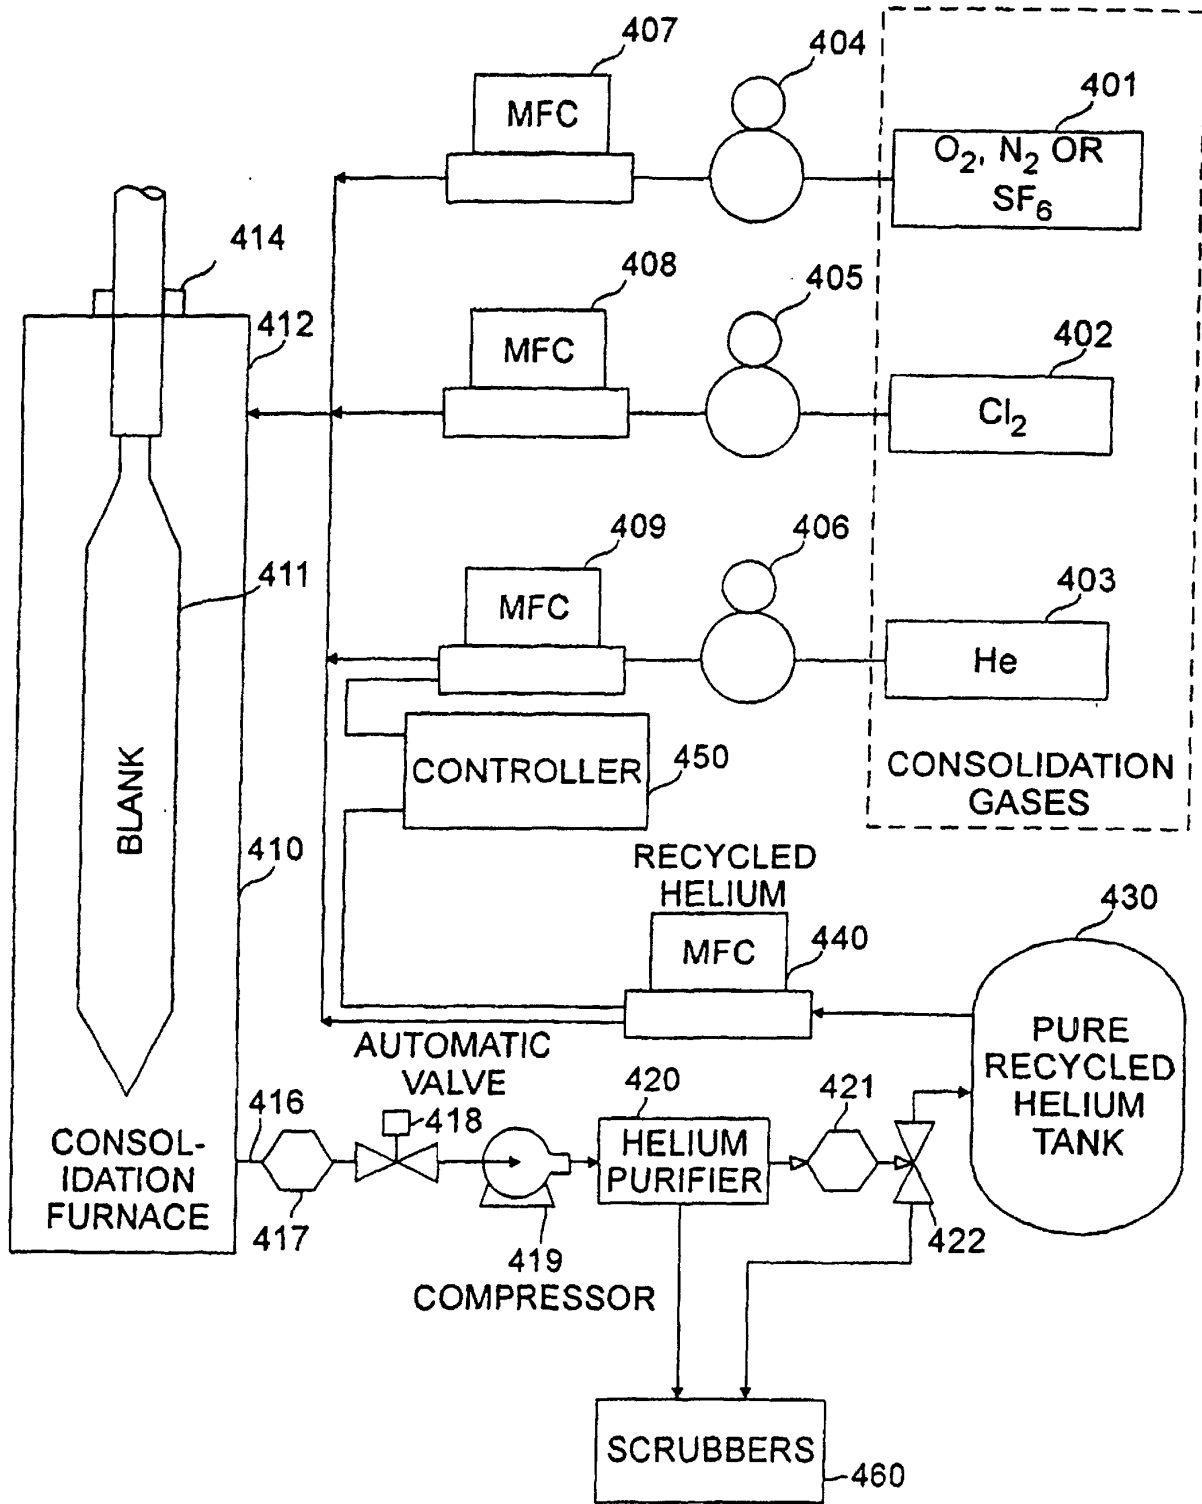 407
404
MFC
401
O2, N2 OR
SF6
414
408
405
412
MFC
402
Cl2
409
406
411
MFC
403
He
CONTROLLER
450
CONSOLIDATION
GASES
BLANK
410
RECYCLED
HELIUM
430
MFC
440
PURE
RECYCLED
HELIUM
TANK
AUTOMATIC
VALVE
416
418
420
421
CONSOL-
IDATION
FURNACE
HELIUM
PURIFIER
417
419
422
COMPRESSOR
SCRUBBERS
460